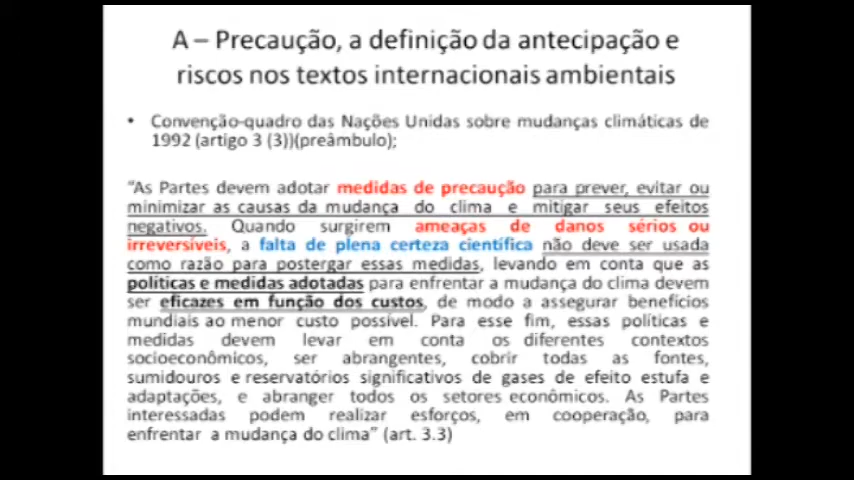 A – Precaução, a definição da antecipação e
riscos nos textos internacionais ambientais
• Convenção-quadro das Nações Unidas sobre mudanças climáticas de
1992 (artigo 3 (3))(preâmbulo);
"As Partes devem adotar medidas de precaução para prever, evitar ou
minimizar as causas da mudança do clima e mitigar seus efeitos
negativos. Quando surgirem ameaças de danos sérios ou
irreversíveis, a falta de plena certeza científica não deve ser usada
como razão para postergar essas medidas, levando em conta que as
políticas e medidas adotadas para enfrentar a mudança do clima devem
ser eficazes em função dos custos, de modo a assegurar benefícios
mundiais ao menor custo possível. Para esse fim, essas políticas e
medidas devem levar em conta os diferentes contextos
socioeconômicos, ser abrangentes, cobrir todas as fontes,
sumidouros e reservatórios significativos de gases de efeito estufa e
adaptações, e abranger todos os setores econômicos. As Partes
interessadas podem realizar esforços, em cooperação, para
enfrentar a mudança do clima" (art. 3.3)